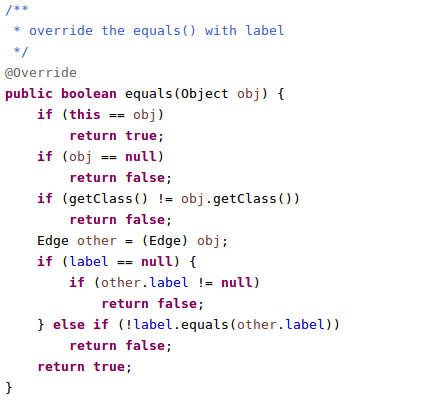 /**
 * override the equals() with label
 */
@Override
public boolean equals(Object obj) {
    if (this == obj)
        return true;
    if (obj == null)
        return false;
    if (getClass() != obj.getClass())
        return false;
    Edge other = (Edge) obj;
    if (label == null) {
        if (other.label != null)
            return false;
    } else if (!label.equals(other.label))
        return false;
    return true;
}